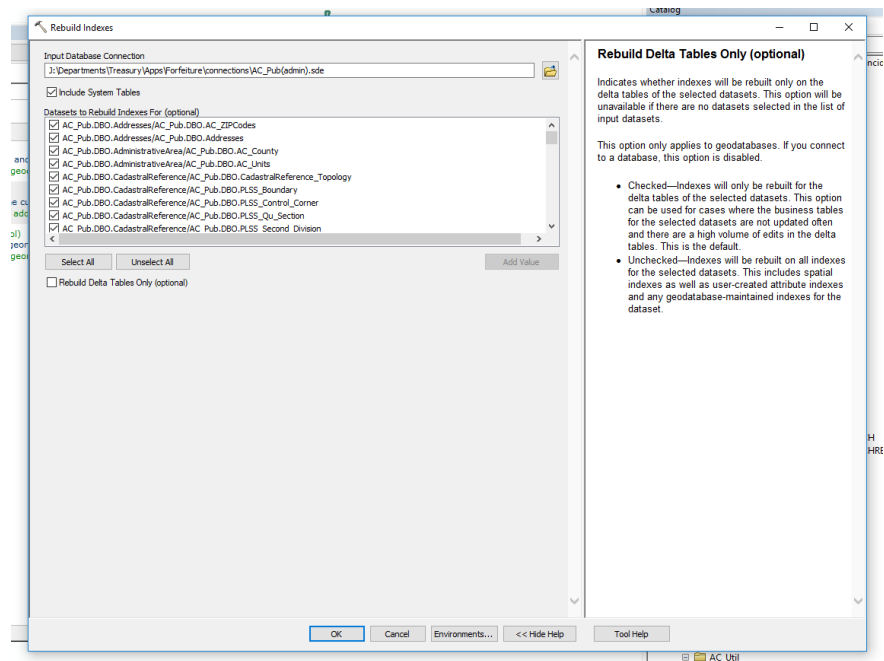 Catalog
Rebuild Indexes
Input Database Connection
J:\Departments\Treasury\Apps\Forfeiture\connections\AC_Pub(admin).sde
Include System Tables
Datasets to Rebuild Indexes For (optional)
AC_Pub.DBO.Addresses/AC_Pub.DBO.AC_ZIPCodes
AC_Pub.DBO.Addresses/AC_Pub.DBO.Addresses
AC_Pub.DBO.AdministrativeArea/AC_Pub.DBO.AC_County
AC_Pub.DBO.AdministrativeArea/AC_Pub.DBO.AC_Units
AC_Pub.DBO.CadastralReference/AC_Pub.DBO.CadastralReference_Topology
AC_Pub.DBO.CadastralReference/AC_Pub.DBO.PLSS_Boundary
AC_Pub.DBO.CadastralReference/AC_Pub.DBO.PLSS_Control_Corner
AC_Pub.DBO.CadastralReference/AC_Pub.DBO.PLSS_Qu_Section
AC_Pub.DBO.CadastralReference/AC_Pub.DBO.PLSS_Second_Division
Select All
Unselect All
Add Value
Rebuild Delta Tables Only (optional)
Rebuild Delta Tables Only (optional)
Indicates whether indexes will be rebuilt only on the
delta tables of the selected datasets. This option will be
unavailable if there are no datasets selected in the list of
input datasets.
This option only applies to geodatabases. If you connect
to a database, this option is disabled.
• Checked—Indexes will only be rebuilt for the
delta tables of the selected datasets. This option
can be used for cases where the business tables
for the selected datasets are not updated often
and there are a high volume of edits in the delta
tables. This is the default.
• Unchecked—Indexes will be rebuilt on all indexes
for the selected datasets. This includes spatial
indexes as well as user-created attribute indexes
and any geodatabase-maintained indexes for the
dataset.
OK
Cancel
Environments...
<< Hide Help
Tool Help
AC_Util